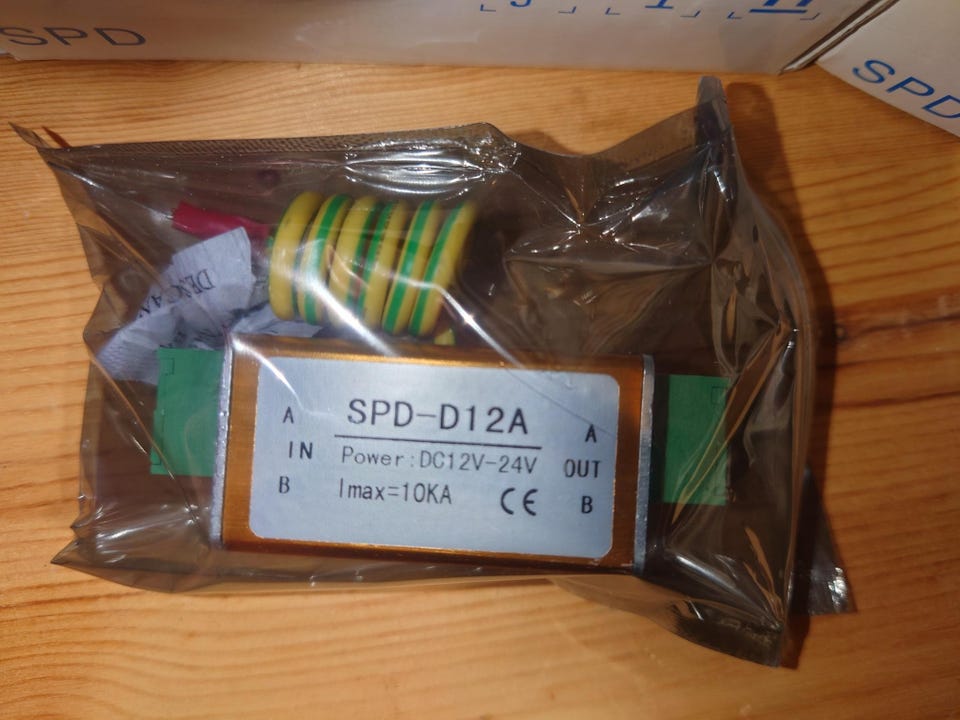 SPD
SPD
SPD-D12A
A
IN
B
Power:DC12V-24V
Imax=10KA
CE
A
OUT
B